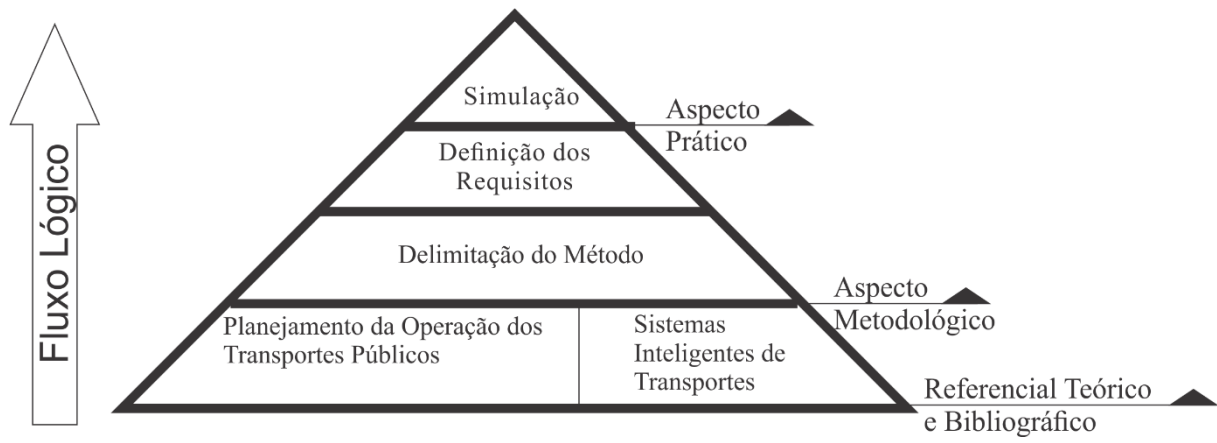 Fluxo Lógico
Simulação
Aspecto
Prático
Definição dos
Requisitos
Delimitação do Método
Aspecto
Metodológico
Planejamento da Operação dos
Transportes Públicos
Sistemas
Inteligentes de
Transportes
Referencial Teórico
e Bibliográfico